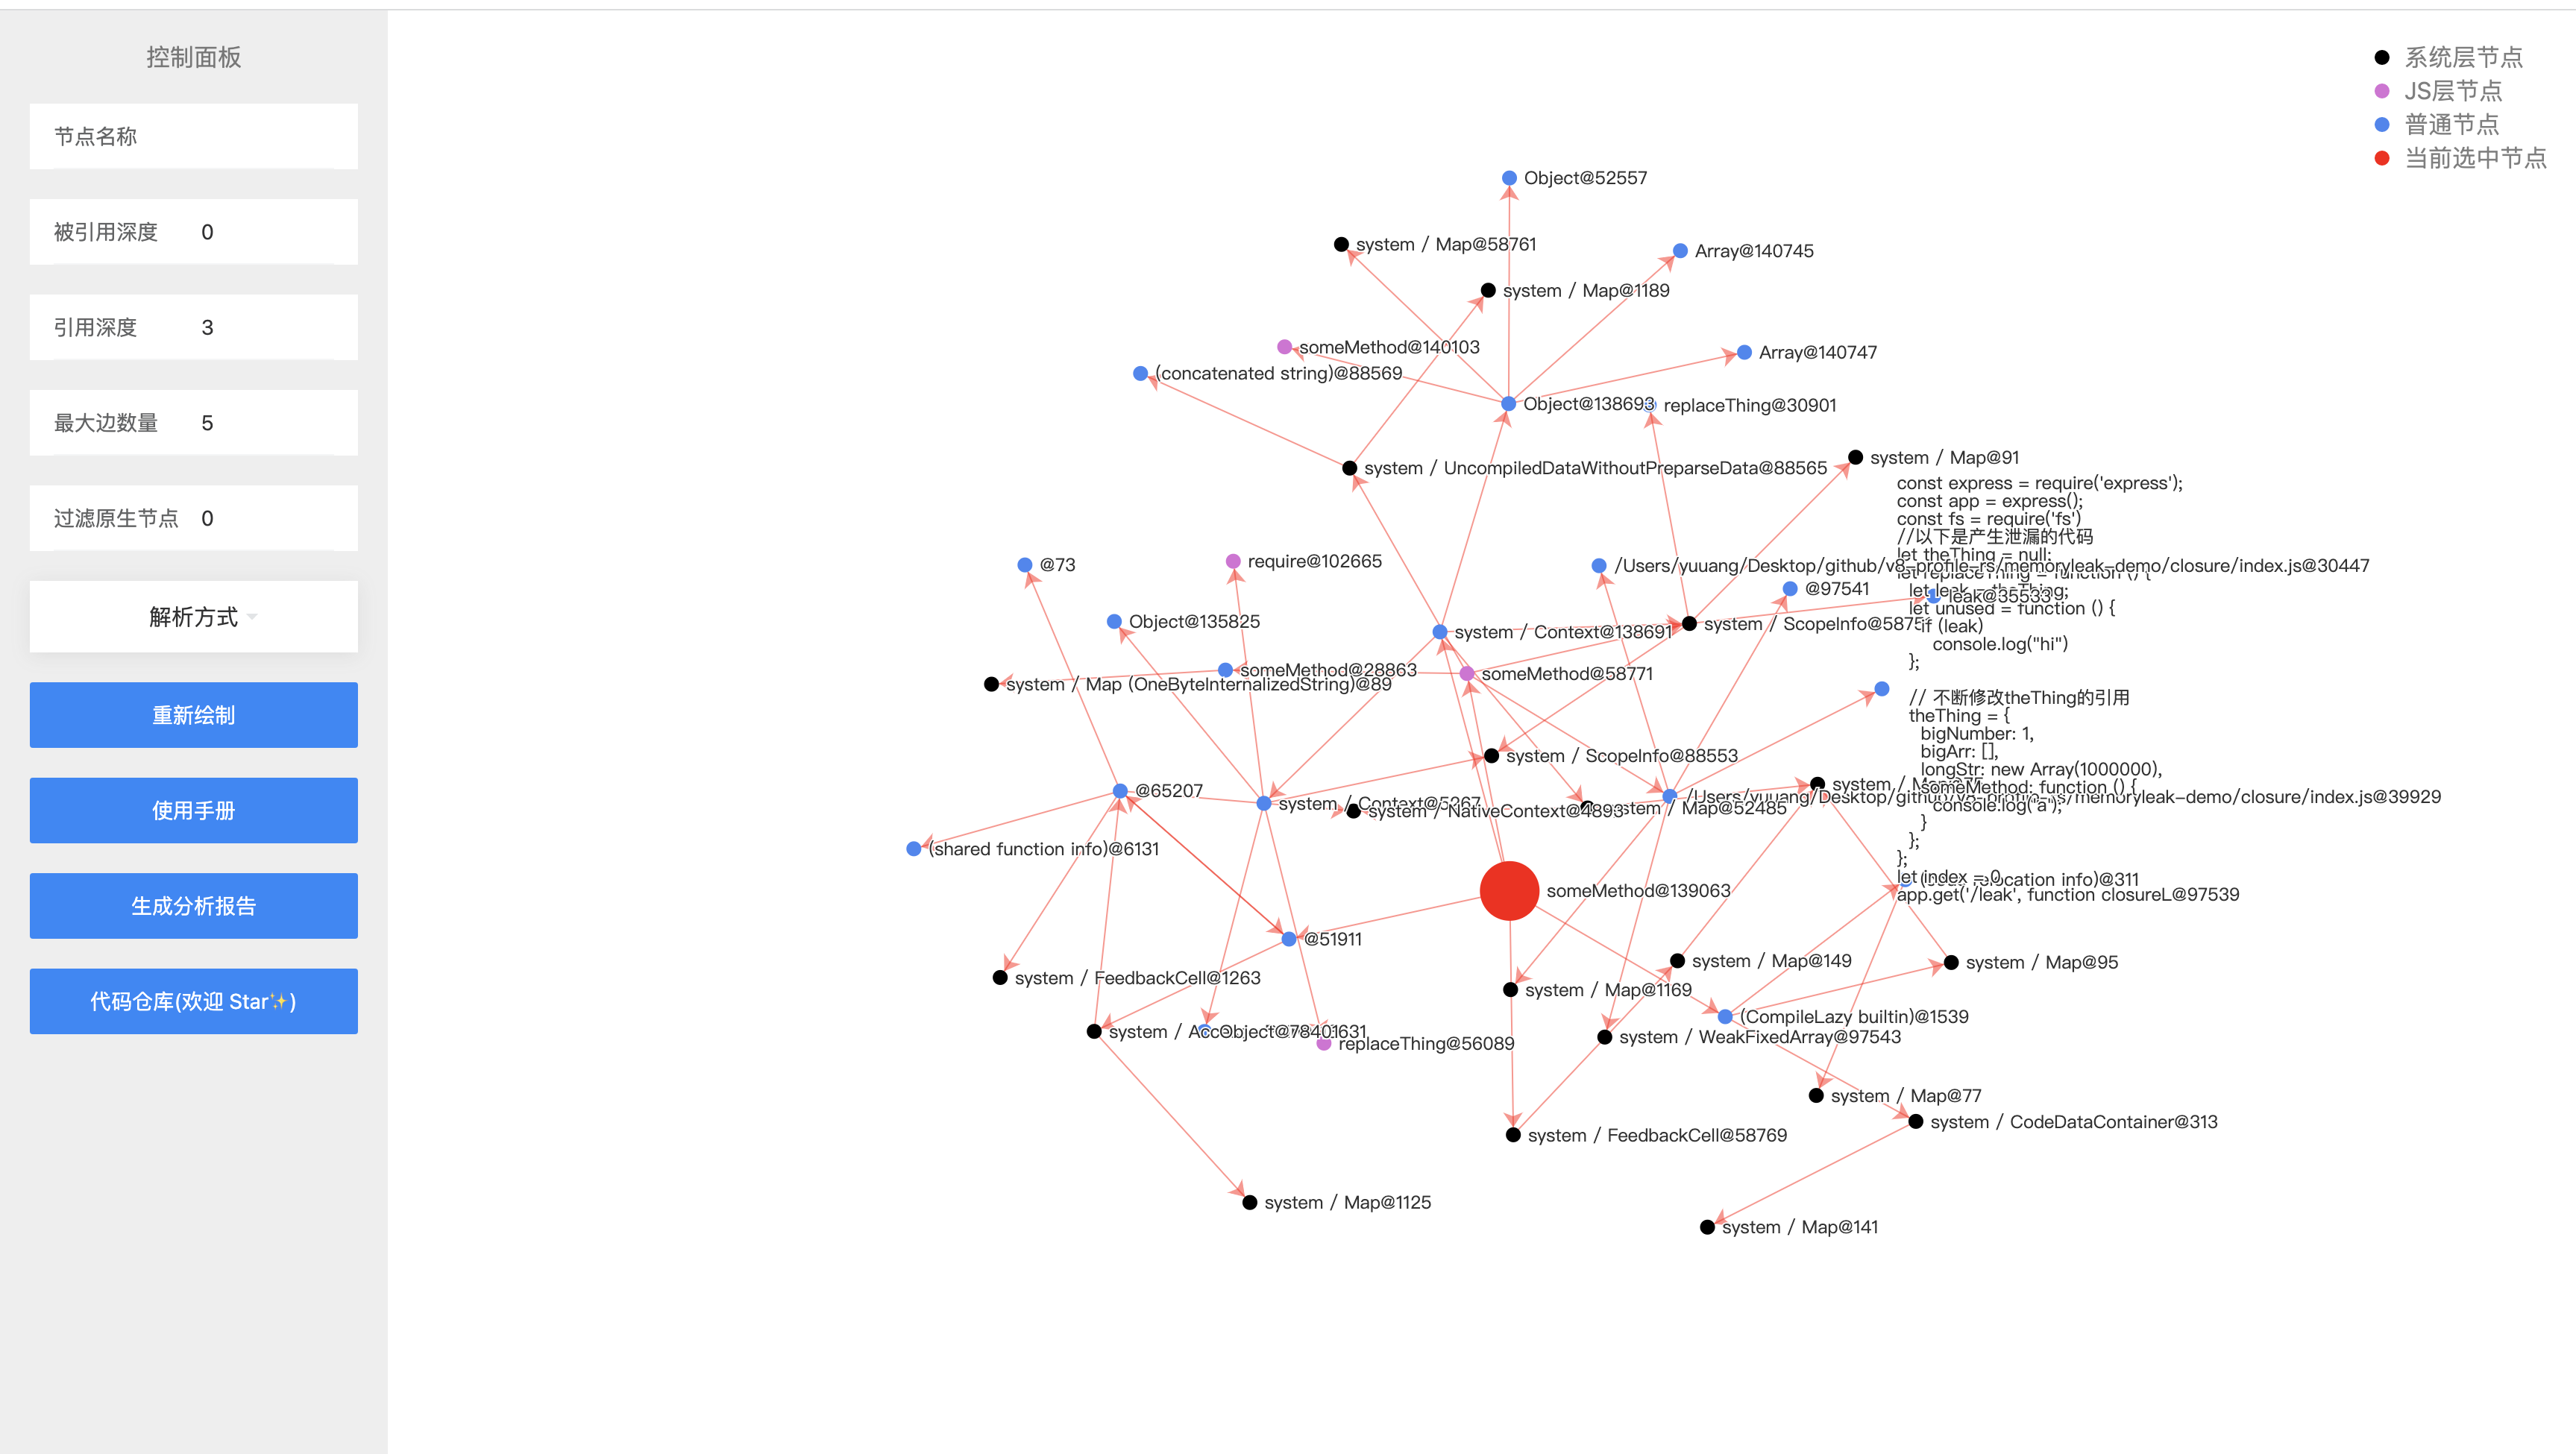 控制面板
节点名称
被引用深度 0
引用深度 3
最大边数量 5
过滤原生节点 0
解析方式
重新绘制
使用手册
生成分析报告
代码仓库(欢迎 Star✨)
系统层节点
JS层节点
普通节点
当前选中节点
Object@52557
system / Map@58761
Array@140745
system / Map@1189
someMethod@140103
Array@140747
(concatenated string)@88569
Object@138693
replaceThing@30901
system / UncompiledDataWithoutPreparseData@88565
system / Map@91
const express = require('express');
const app = express();
const fs = require('fs')
//以下是产生泄漏的代码
let theThing = null;
let replaceThing = function () {
let leak = theThing;
let unused = function () {
if (leak)
console.log("hi")
};
// 不断修改theThing的引用
theThing = {
bigNumber: 1,
bigArr: [],
longStr: new Array(1000000),
someMethod: function () {
console.log('a');
}
};
};
let index = 0
app.get('/leak', function closureL@97539
@73
require@102665
/Users/yuuang/Desktop/github/v8-profile-rs/memoryleak-demo/closure/index.js@30447
@97541
leak@35533
Object@135825
system / Context@138691
system / ScopeInfo@5875
someMethod@28863
someMethod@58771
system / Map (OneByteInternalizedString)@89
system / ScopeInfo@88553
@65207
system / Context@5267
system / NativeContext@4893
system / Map@52485
system /
/Users/yuuang/Desktop/github/v8-profile-rs/memoryleak-demo/closure/index.js@39929
(shared function info)@6131
someMethod@139063
location info)@311
@51911
system / Map@149
system / Map@95
system / FeedbackCell@1263
system / Map@1169
(CompileLazy builtin)@1539
system /
replaceThing@56089
system / WeakFixedArray@97543
system / Map@77
system / CodeDataContainer@313
system / FeedbackCell@58769
system / Map@1125
system / Map@141